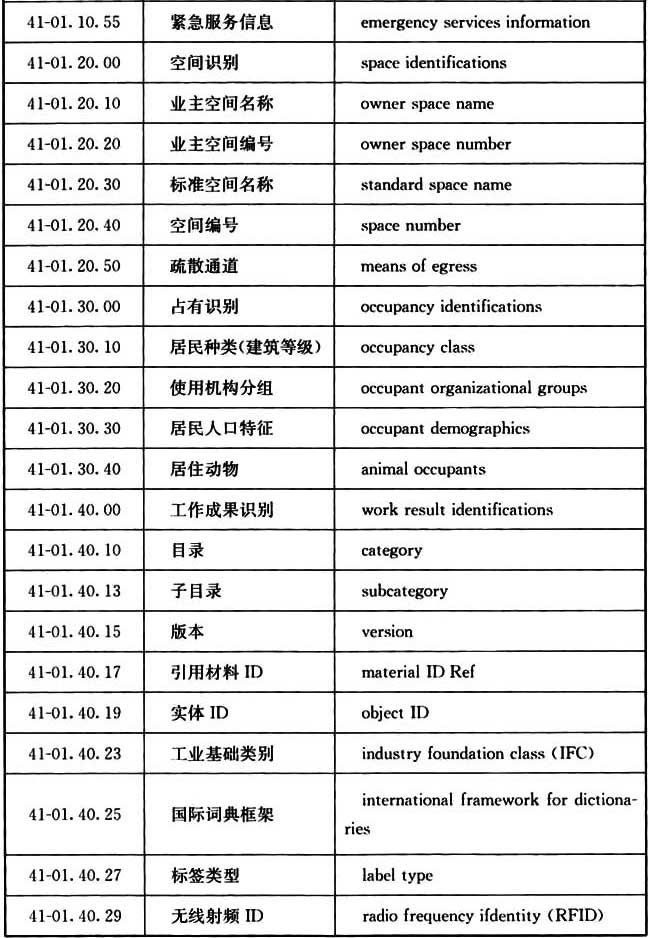 41-01.10.55 紧急服务信息 emergency services information
41-01.20.00 空间识别 space identifications
41-01.20.10 业主空间名称 owner space name
41-01.20.20 业主空间编号 owner space number
41-01.20.30 标准空间名称 standard space name
41-01.20.40 空间编号 space number
41-01.20.50 疏散通道 means of egress
41-01.30.00 占有识别 occupancy identifications
41-01.30.10 居民种类(建筑等级) occupancy class
41-01.30.20 使用机构分组 occupant organizational groups
41-01.30.30 居民人口特征 occupant demographics
41-01.30.40 居住动物 animal occupants
41-01.40.00 工作成果识别 work result identifications
41-01.40.10 目录 category
41-01.40.13 子目录 subcategory
41-01.40.15 版本 version
41-01.40.17 引用材料 ID material ID Ref
41-01.40.19 实体 ID object ID
41-01.40.23 工业基础类别 industry foundation class (IFC)
41-01.40.25 国际词典框架 international framework for dictiona-
ries
41-01.40.27 标签类型 label type
41-01.40.29 无线射频 ID radio frequency ifdentity (RFID)